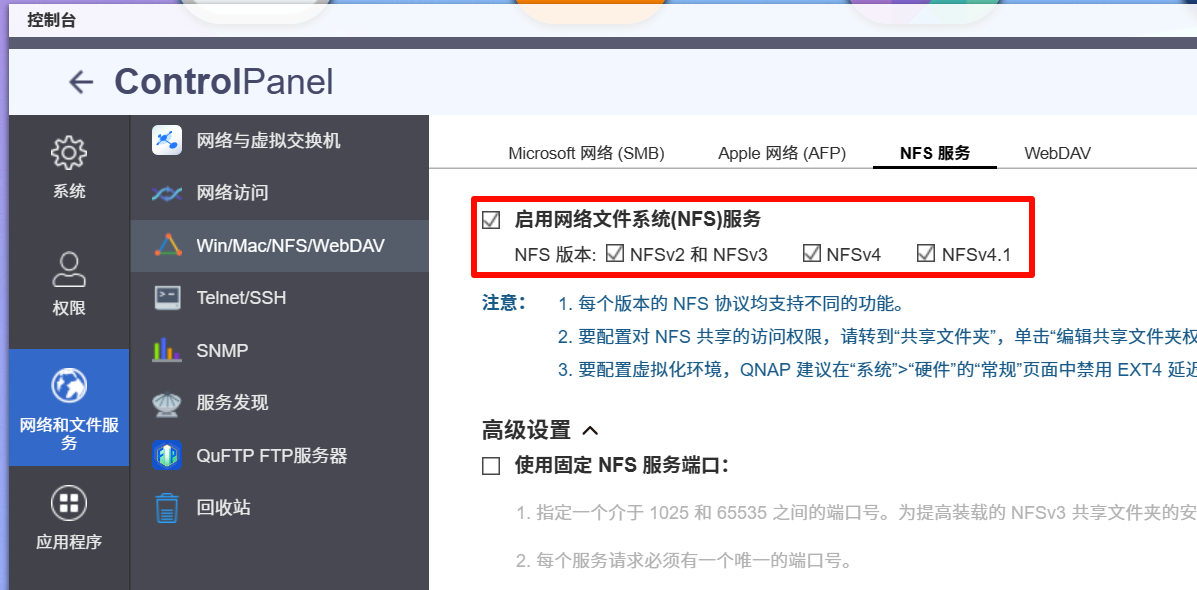 控制台
ControlPanel
系统
权限
网络和文件服
务
应用程序
网络与虚拟交换机
网络访问
Win/Mac/NFS/WebDAV
Telnet/SSH
SNMP
服务发现
QuFTP FTP服务器
回收站
Microsoft 网络 (SMB) Apple 网络 (AFP) NFS 服务 WebDAV
启用网络文件系统(NFS)服务
NFS 版本: NFSv2 和 NFSv3 NFSv4 NFSv4.1
注意： 1. 每个版本的 NFS 协议均支持不同的功能。
2. 要配置对 NFS 共享的访问权限，请转到“共享文件夹”，单击“编辑共享文件夹权
3. 要配置虚拟化环境，QNAP 建议在“系统”>“硬件”的“常规”页面中禁用 EXT4 延迟
高级设置
使用固定 NFS 服务端口：
1. 指定一个介于 1025 和 65535 之间的端口号。为提高装载的 NFSv3 共享文件夹的安
2. 每个服务请求必须有一个唯一的端口号。